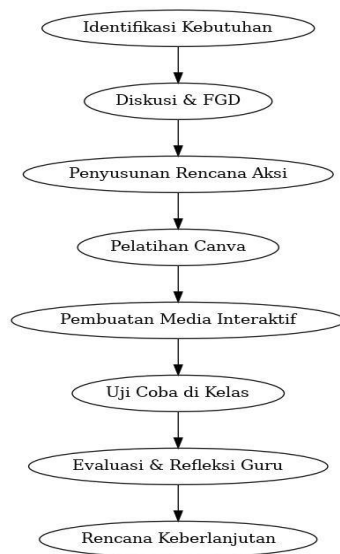 Identifikasi Kebutuhan
Diskusi & FGD
Penyusunan Rencana Aksi
Pelatihan Canva
Pembuatan Media Interaktif
Uji Coba di Kelas
Evaluasi & Refleksi Guru
Rencana Keberlanjutan